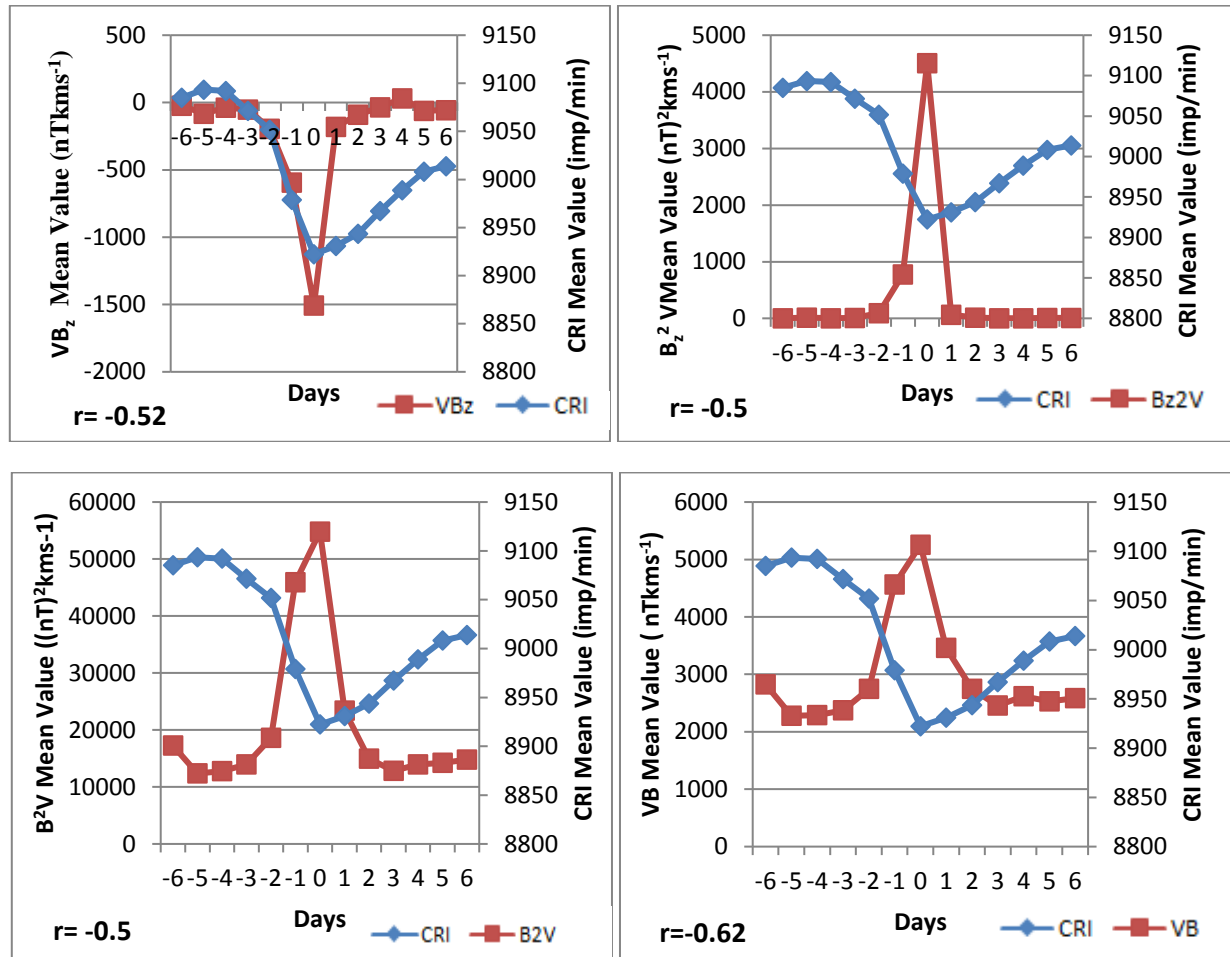 VBz Mean Value (nTkms-1)
500
0
-500
-1000
-1500
-2000
-6 -5 -4 -3 -2 -1 0 1 2 3 4 5 6
9150
9100
9050
9000
8950
8900
8850
8800
CRI Mean Value (imp/min)
Days
r= -0.52
VBz CRI
Bz2 VMean Value (nT)2kms-1
5000
4000
3000
2000
1000
0
-6 -5 -4 -3 -2 -1 0 1 2 3 4 5 6
9150
9100
9050
9000
8950
8900
8850
8800
CRI Mean Value (imp/min)
Days
r= -0.5
CRI Bz2V
B2V Mean Value ((nT)2kms-1)
60000
50000
40000
30000
20000
10000
0
-6 -5 -4 -3 -2 -1 0 1 2 3 4 5 6
9150
9100
9050
9000
8950
8900
8850
8800
CRI Mean Value (imp/min)
Days
r= -0.5
CRI B2V
VB Mean Value ( nTkms-1)
6000
5000
4000
3000
2000
1000
0
-6 -5 -4 -3 -2 -1 0 1 2 3 4 5 6
9150
9100
9050
9000
8950
8900
8850
8800
CRI Mean Value (imp/min)
Days
r=-0.62
CRI VB